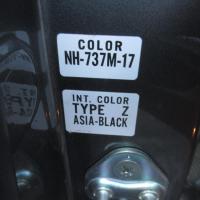 COLOR
NH-737M-17
INT. COLOR
TYPE Z
ASIA-BLACK